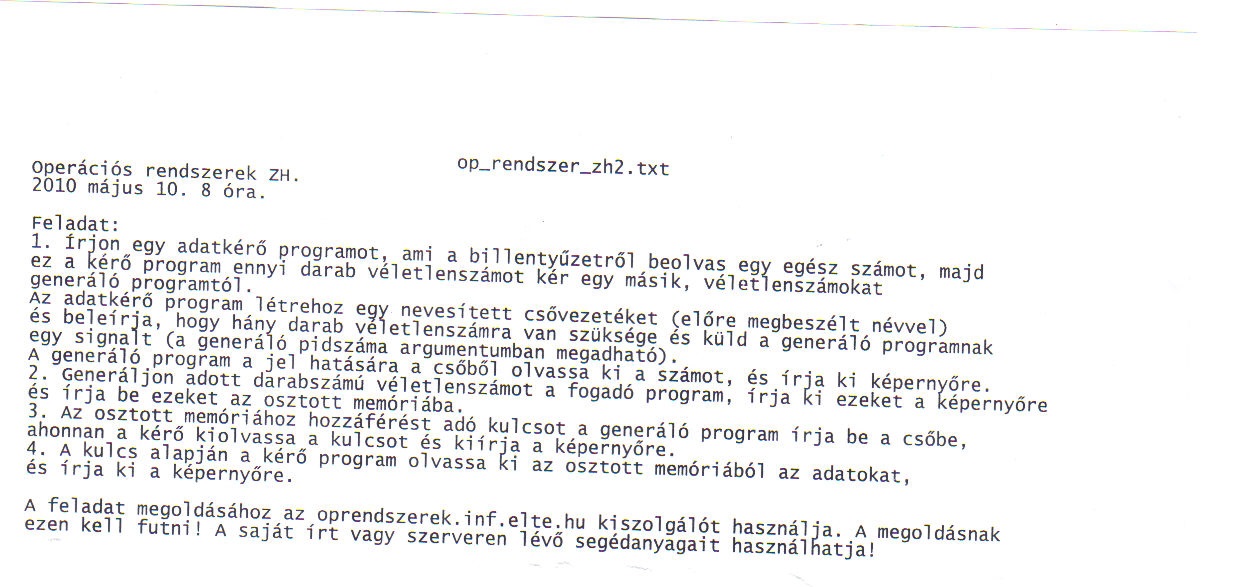 Operációs rendszerek ZH.
op_rendszer_zh2.txt
2010 május 10. 8 óra.
Feladat:
1. Írjon egy adatkérő programot, ami a billentyűzetről beolvas egy egész számot, majd
ez a kérő program ennyi darab véletlenszámot kér egy másik, véletlenszámokat
generáló programtól.
Az adatkérő program létrehoz egy nevesített csővezetéket (előre megbeszélt névvel)
és beleírja, hogy hány darab véletlenszámra van szüksége és küld a generáló programnak
egy signalt (a generáló pidszáma argumentumban megadható).
A generáló program a jel hatására a csőből olvassa ki a számot, és írja ki képernyőre.
2. Generáljon adott darabszámú véletlenszámot a fogadó program, írja ki ezeket a képernyőre
és írja be ezeket az osztott memóriába.
3. Az osztott memóriához hozzáférést adó kulcsot a generáló program írja be a csőbe,
ahonnan a kérő kiolvassa a kulcsot és kiírja a képernyőre.
4. A kulcs alapján a kérő program olvassa ki az osztott memóriából az adatokat,
és írja ki a képernyőre.
A feladat megoldásához az oprendszerek.inf.elte.hu kiszolgálót használja. A megoldásnak
ezen kell futni! A saját írt vagy szerveren lévő segédanyagait használhatja!